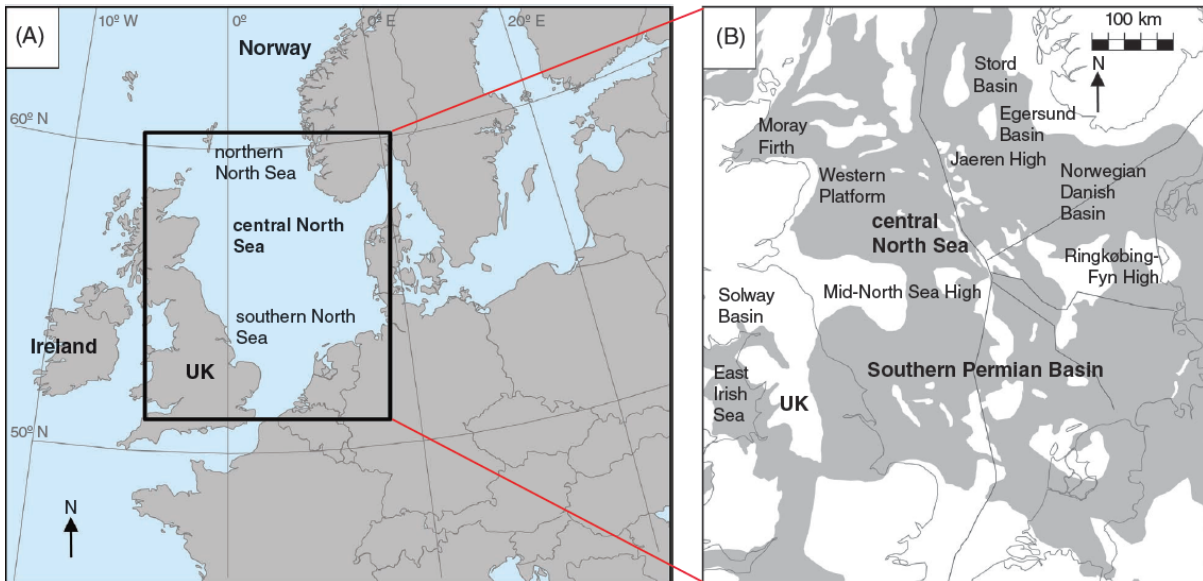 (A)
10º W
0º
10º E
20º E
Norway
60º N
northern
North Sea
central North
Sea
southern North
Sea
Ireland
UK
50º N
N
(B)
100 km
N
Stord
Basin
Egersund
Basin
Moray
Firth
Jaeren High
Western
Platform
Norwegian
Danish
Basin
central
North Sea
Ringkøbing-
Fyn High
Mid-North Sea High
Solway
Basin
Southern Permian Basin
East
Irish
Sea
UK